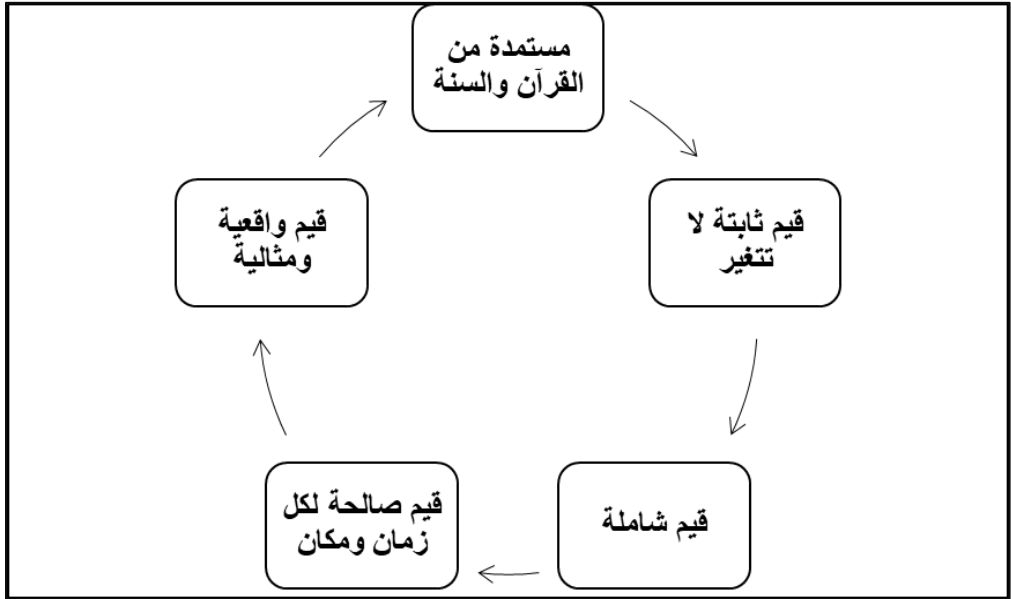 مستمدة من
القرآن والسنة
قيم ثابتة لا
تتغير
قيم شاملة
قيم صالحة لكل
زمان ومكان
قيم واقعية
ومثالية